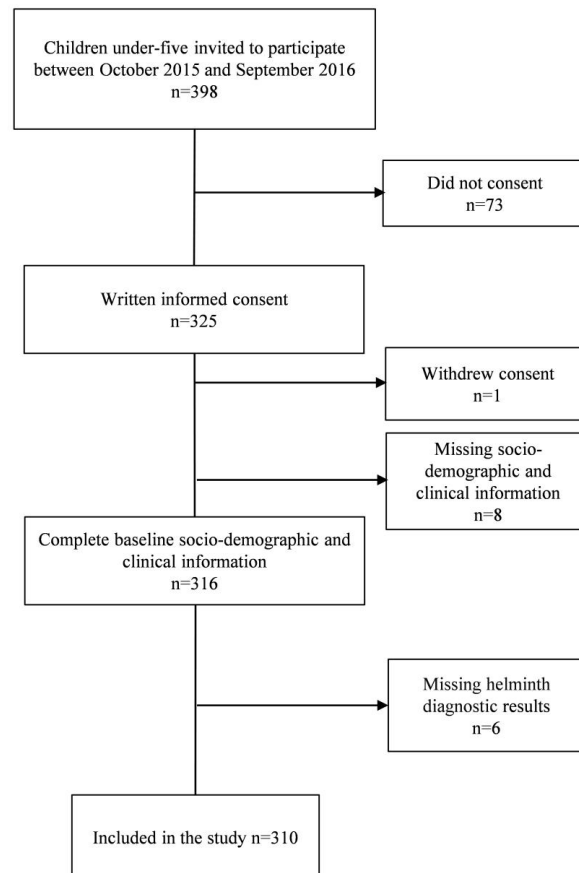 Children under-five invited to participate
between October 2015 and September 2016
n=398
Did not consent
n=73
Written informed consent
n=325
Withdrew consent
n=1
Missing socio-
demographic and
clinical information
n=8
Complete baseline socio-demographic and
clinical information
n=316
Missing helminth
diagnostic results
n=6
Included in the study n=310